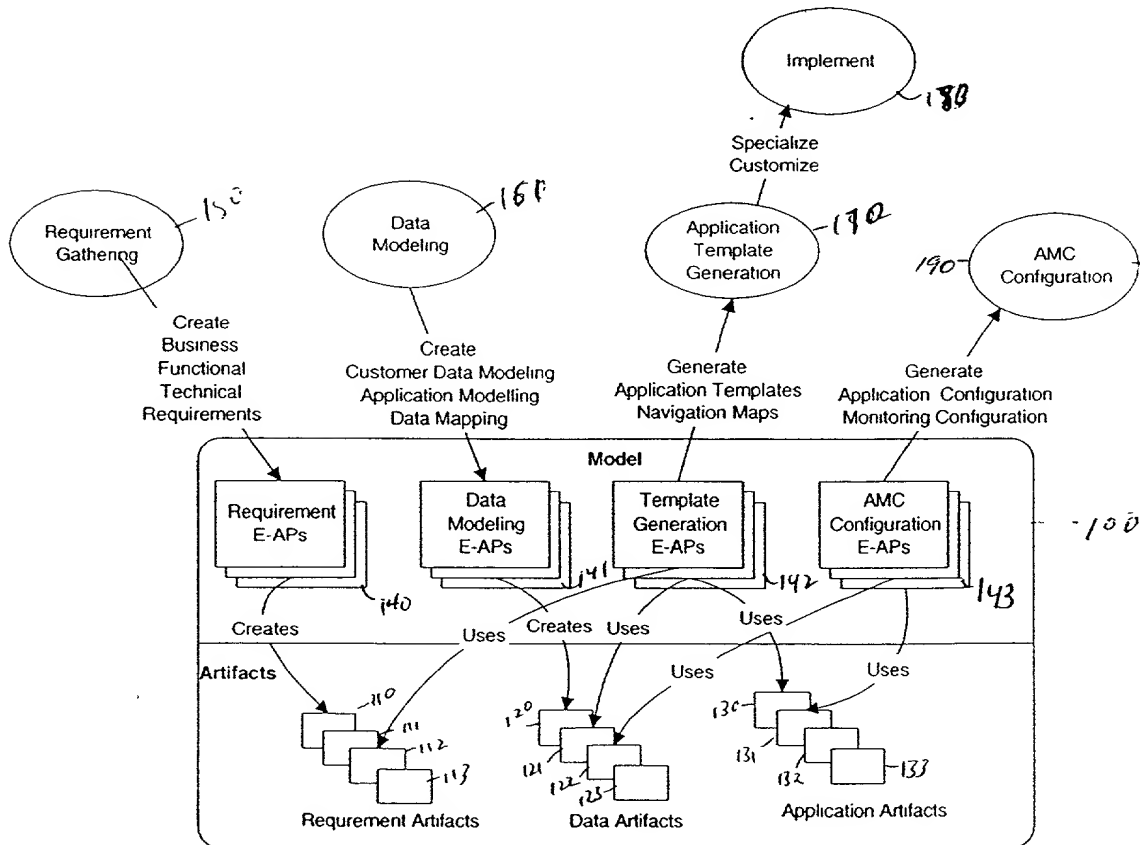 Implement
180
Specialize
Customize
Requirement
Gathering
150
Data
Modeling
Application
Template
Generation
190
AMC
Configuration
Create
Business
Functional
Technical
Requirements
Create
Customer Data Modeling
Application Modelling
Data Mapping
Generate
Application Templates
Navigation Maps
Generate
Application Configuration
Monitoring Configuration
Model
Requirement
E-APs
Data
Modeling
E-APs
Template
Generation
E-APs
AMC
Configuration
E-APs
100
140
141
142
143
Creates
Uses
Creates
Uses
Uses
Uses
Uses
Artifacts
110
111
112
113
120
121
122
123
130
131
132
133
Requrement Artifacts
Data Artifacts
Application Artifacts